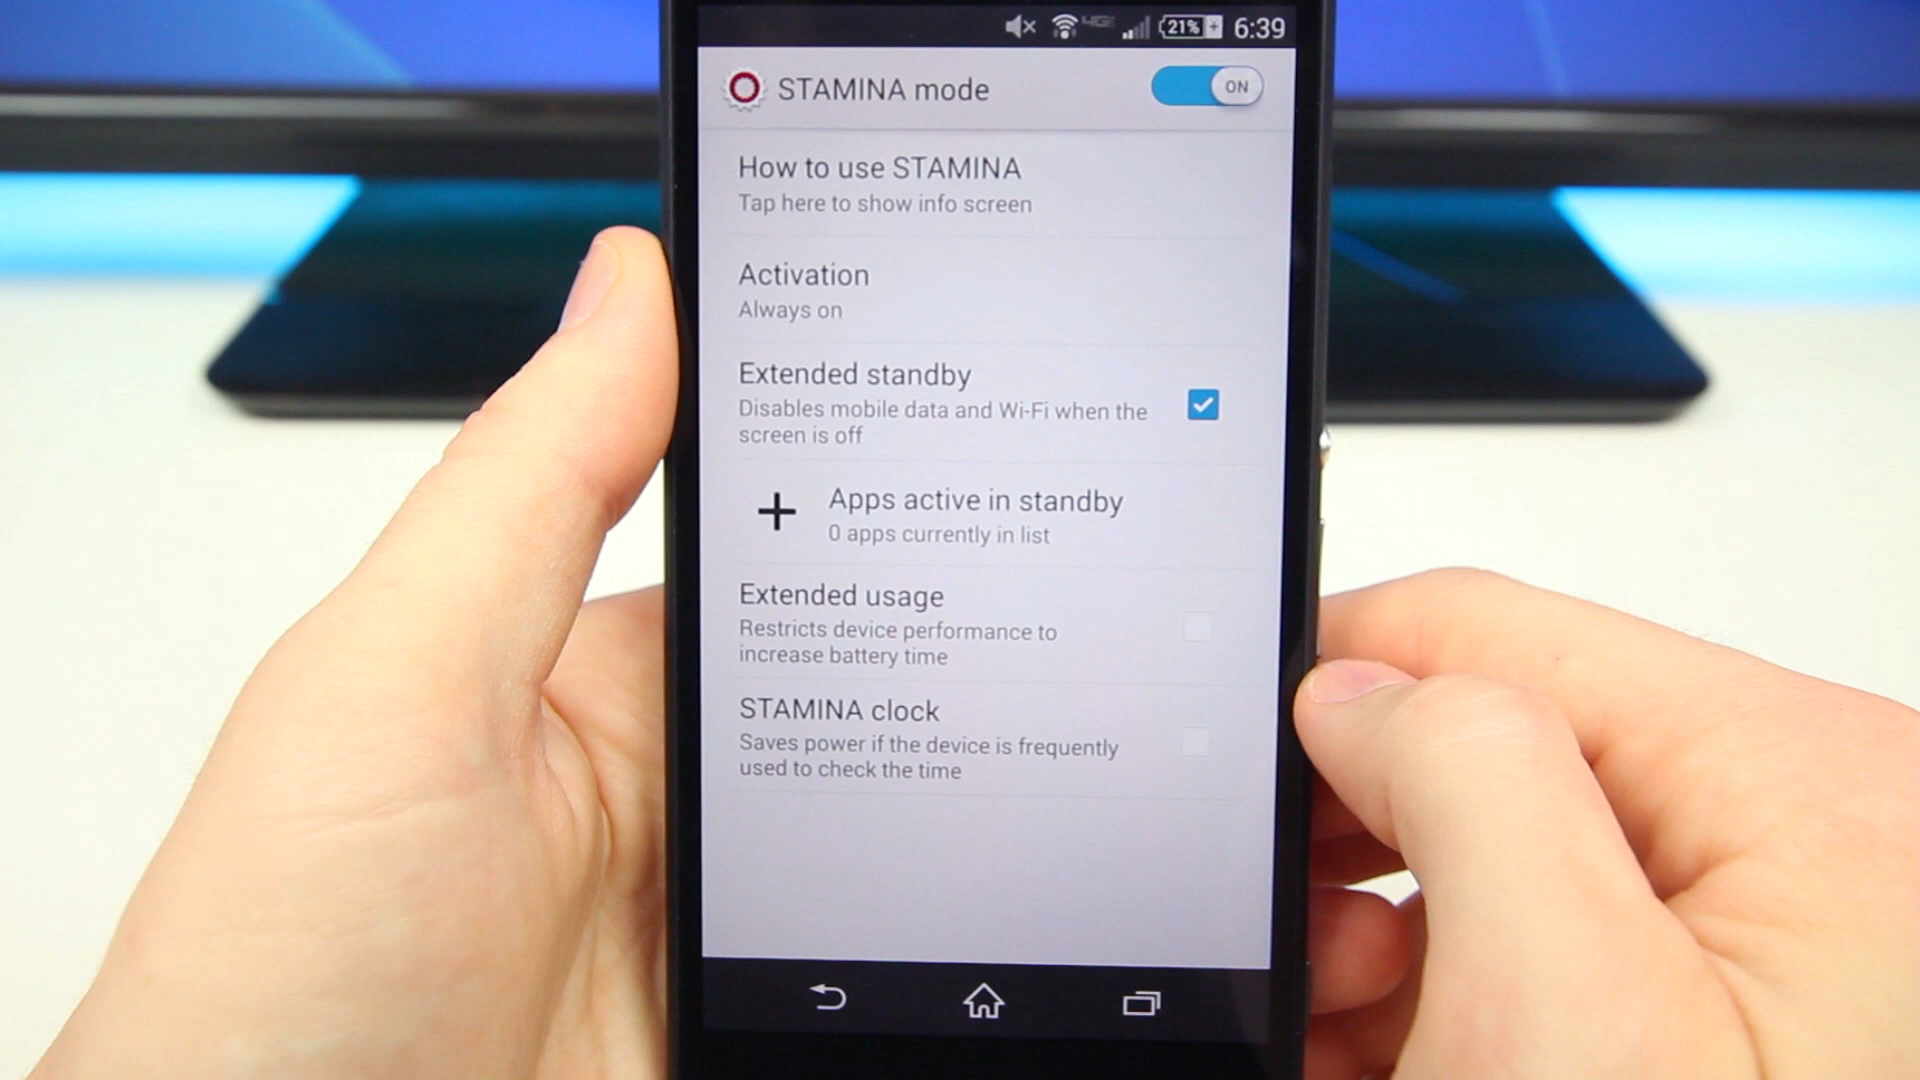 4G 21% 6:39
STAMINA mode ON
How to use STAMINA
Tap here to show info screen
Activation
Always on
Extended standby
Disables mobile data and Wi-Fi when the
screen is off
Apps active in standby
0 apps currently in list
Extended usage
Restricts device performance to
increase battery time
STAMINA clock
Saves power if the device is frequently
used to check the time